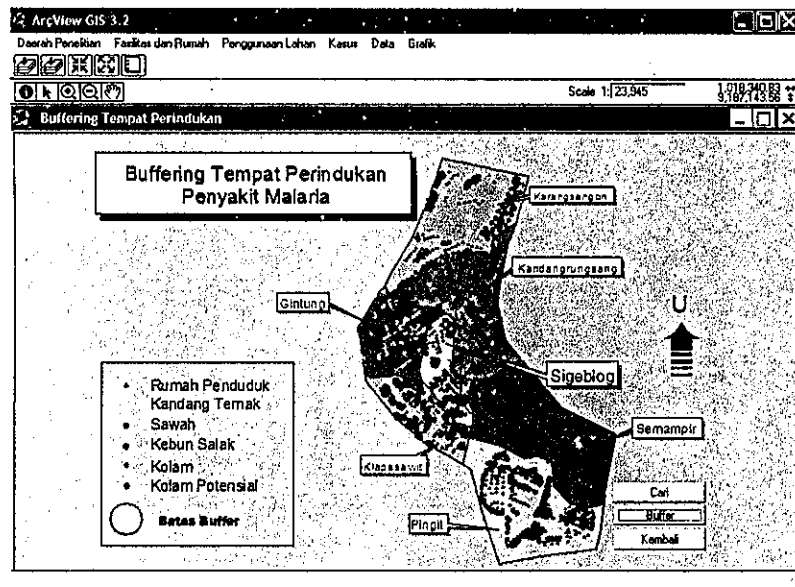 ArcView GIS 3.2
Daerah Penelitian Fasilitas dan Rumah Penggunaan Lahan Kasus Data Grafik
Scale 1: 23,945
1,018,340.83
9,187,143.56
Buffering Tempat Perindukan
Buffering Tempat Perindukan
Penyakit Malaria
Karangsengon
Kandangrungsang
Gintung
U
Sigeblog
Semampir
Klapasawit
Pingit
Rumah Penduduk
Kandang Ternak
Sawah
Kebun Salak
Kolam
Kolam Potensial
Batas Buffer
Cari
Buffer
Kembali